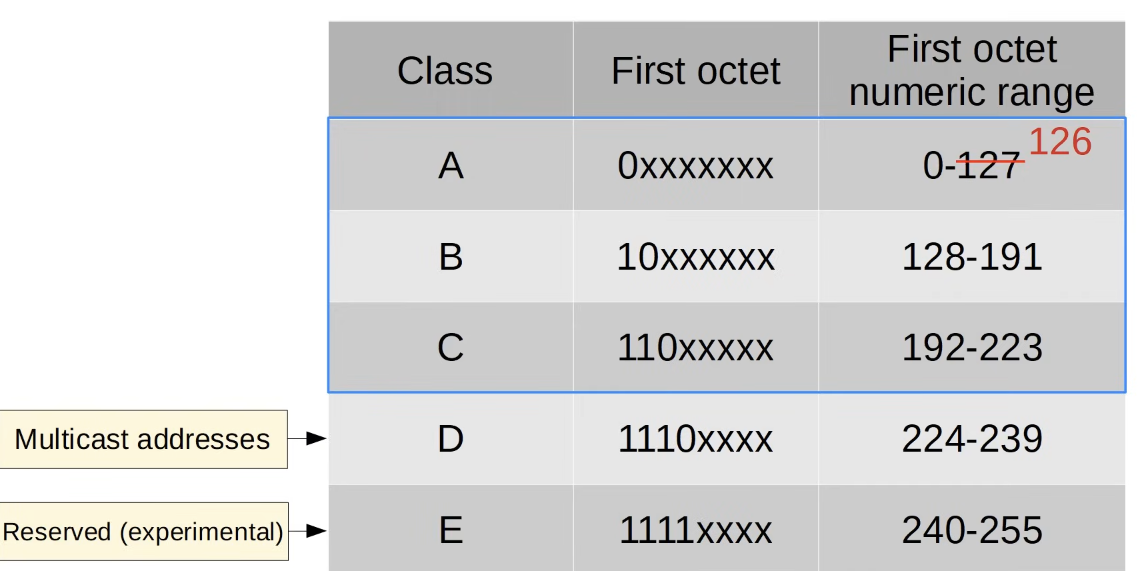 Class First octet First octet
numeric range
A 0xxxxxxx 0-127 126
B 10xxxxxx 128-191
C 110xxxxx 192-223
Multicast addresses D 1110xxxx 224-239
Reserved (experimental) E 1111xxxx 240-255